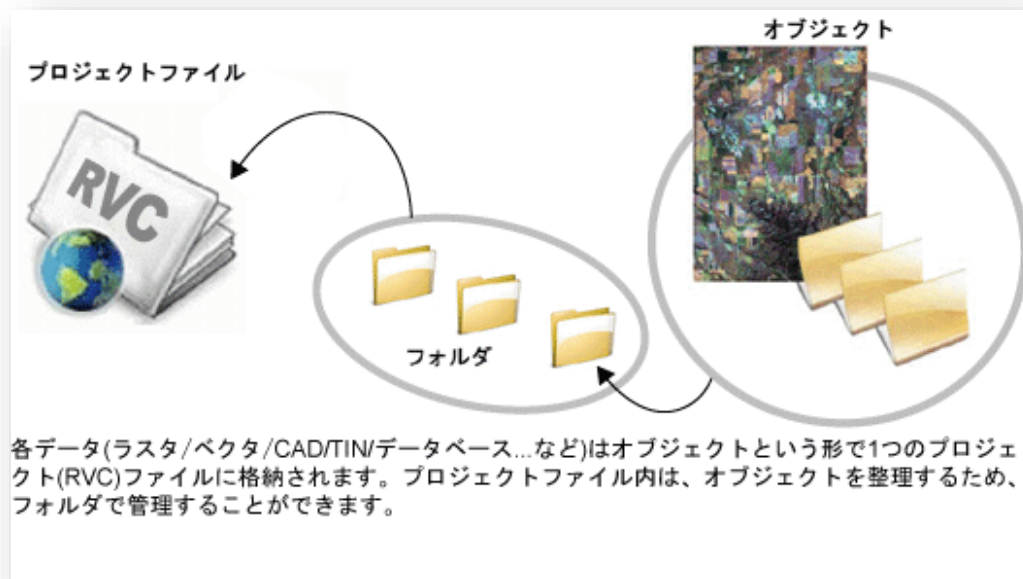 オブジェクト
プロジェクトファイル
RVC
フォルダ
各データ(ラスタ/ベクタ/CAD/TIN/データベース...など)はオブジェクトという形で1つのプロジェ
クト(RVC)ファイルに格納されます。プロジェクトファイル内は、オブジェクトを整理するため、
フォルダで管理することができます。